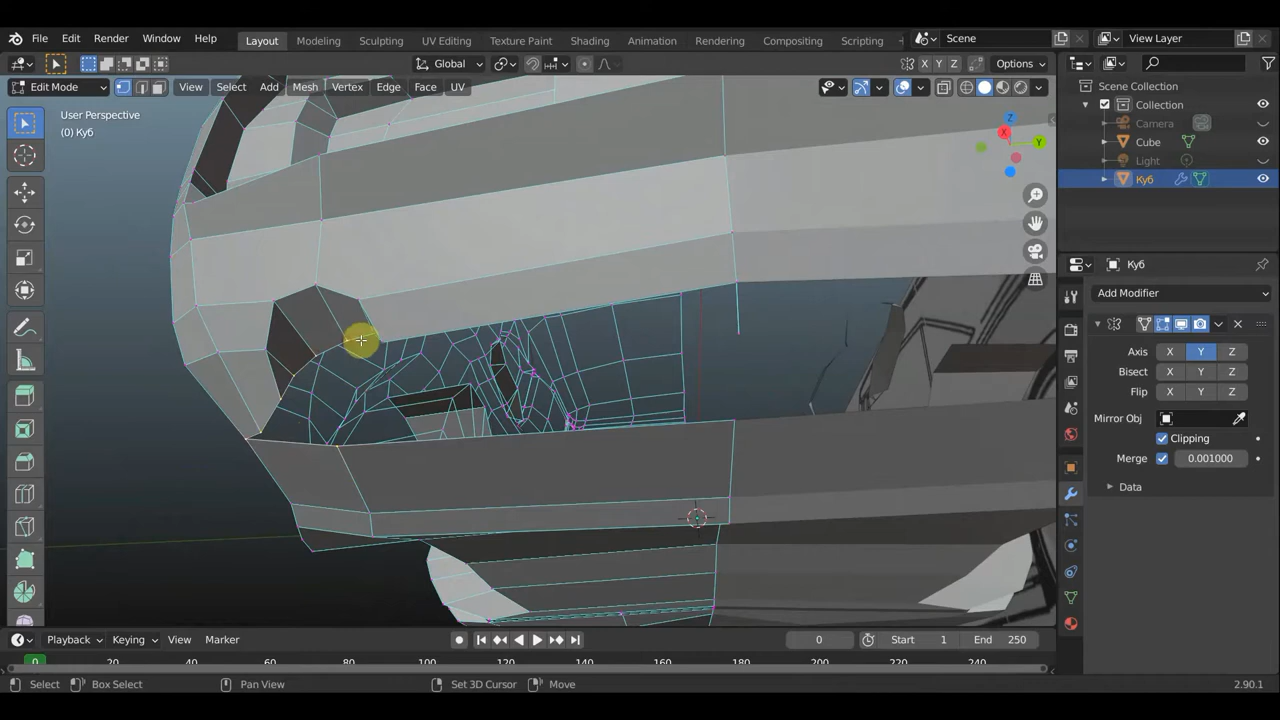 File Edit Render Window Help
Layout Modeling Sculpting UV Editing Texture Paint Shading Animation Rendering Compositing Scripting
Scene
View Layer
Global
X Y Z
Options
Edit Mode
View Select Add Mesh Vertex Edge Face UV
User Perspective
(0) Куб
Z
X
Y
Scene Collection
Collection
Camera
Cube
Light
Куб
Куб
Add Modifier
Axis X Y Z
Bisect X Y Z
Flip X Y Z
Mirror Obj
Clipping
Merge 0.001000
Data
Playback Keying View Marker
0
Start 1
End 250
0 20 40 60 80 100 120 140 160 180 200 220 240
Select Box Select Pan View Set 3D Cursor Move
2.90.1